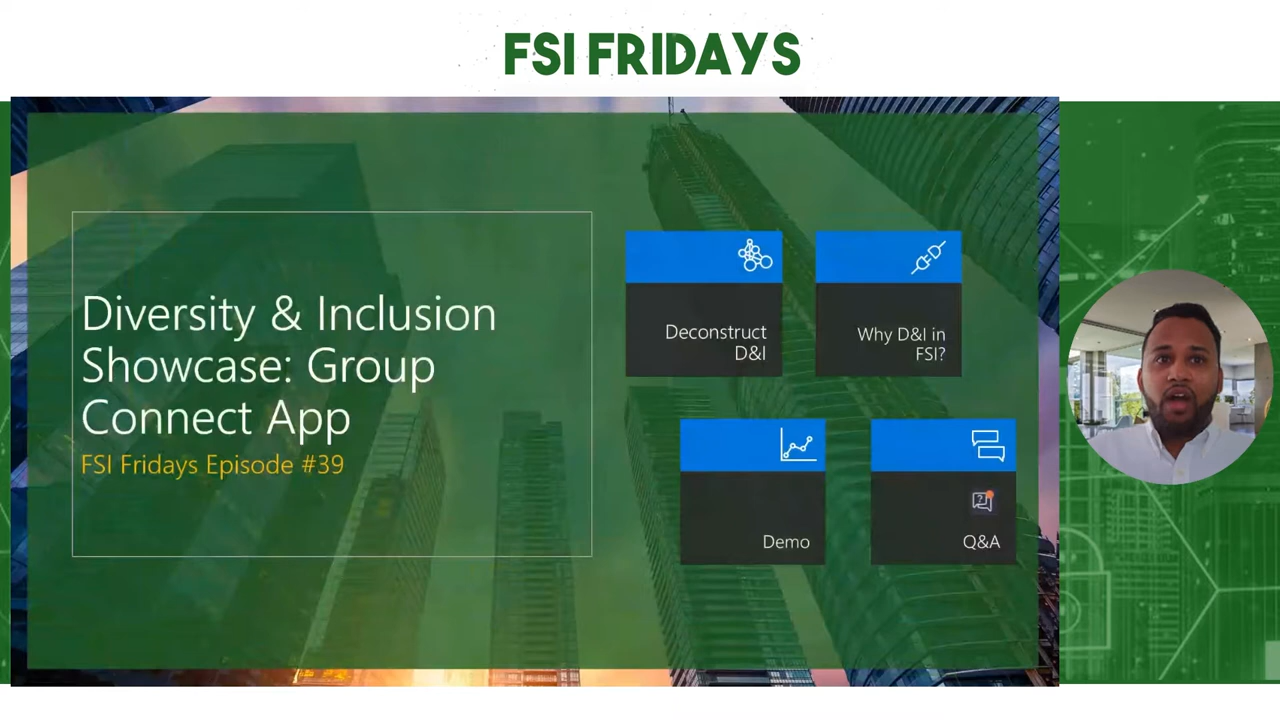 FSI FRIDAYS
Diversity & Inclusion
Showcase: Group
Connect App
FSI Fridays Episode #39
Deconstruct
D&I
Why D&I in
FSI?
Demo
?
Q&A